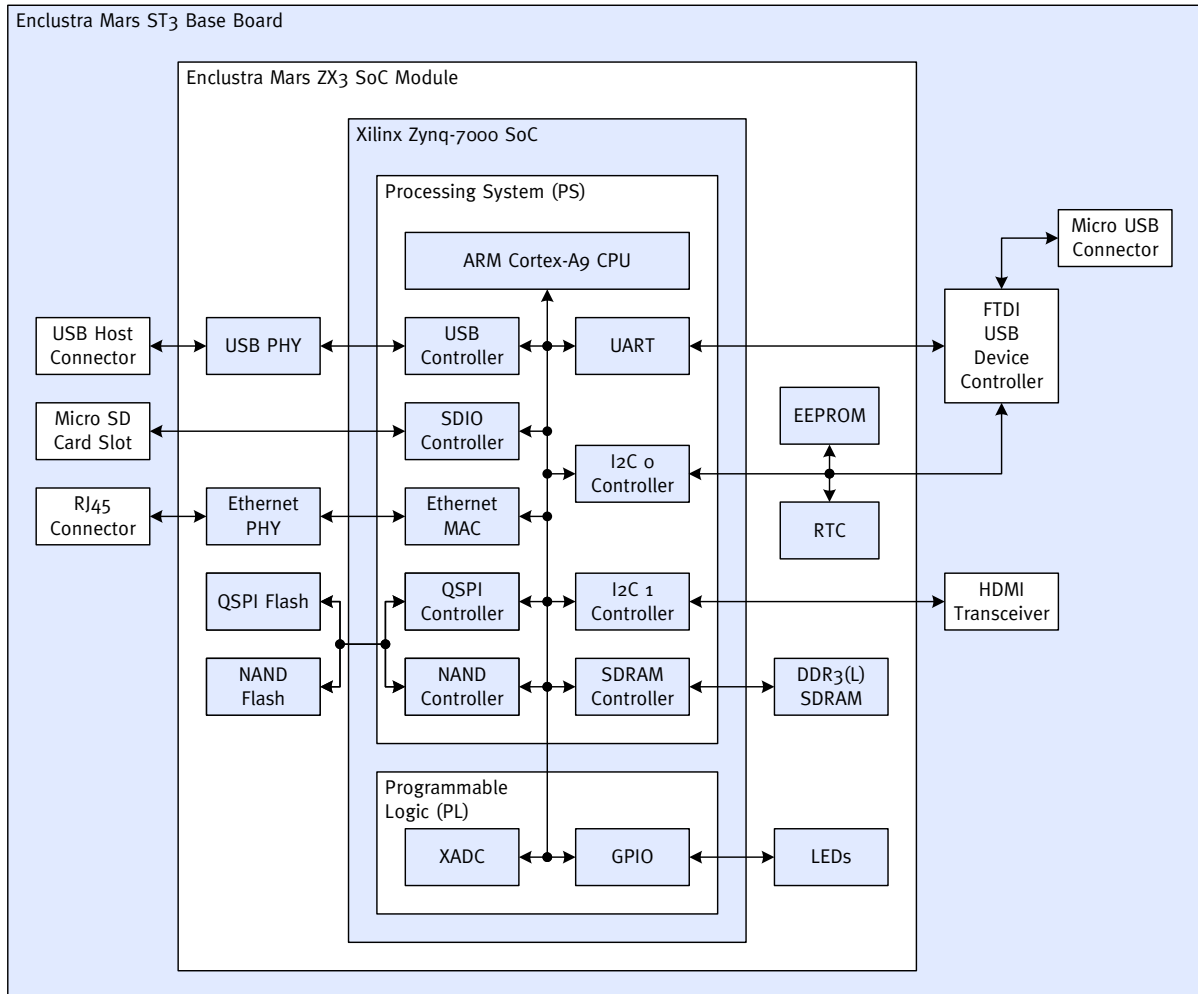 Enclustra Mars ST3 Base Board
Enclustra Mars ZX3 SoC Module
Xilinx Zynq-7000 SoC
Processing System (PS)
ARM Cortex-A9 CPU
Micro USB
Connector
USB Host
Connector
USB PHY
USB
Controller
UART
FTDI
USB
Device
Controller
Micro SD
Card Slot
SDIO
Controller
EEPROM
I2C 0
Controller
RJ45
Connector
Ethernet
PHY
Ethernet
MAC
RTC
QSPI Flash
QSPI
Controller
I2C 1
Controller
HDMI
Transceiver
NAND
Flash
NAND
Controller
SDRAM
Controller
DDR3(L)
SDRAM
Programmable
Logic (PL)
XADC
GPIO
LEDs